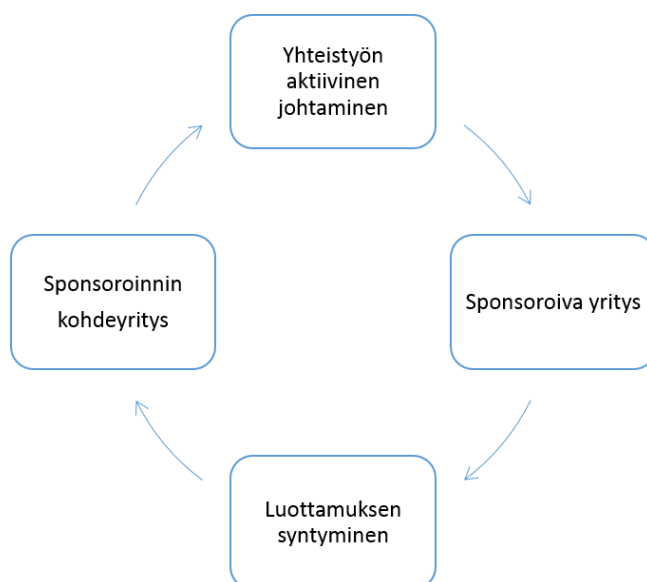 Yhteistyön
aktiivinen
johtaminen
Sponsoroinnin
kohdeyritys
Sponsoroiva yritys
Luottamuksen
syntyminen